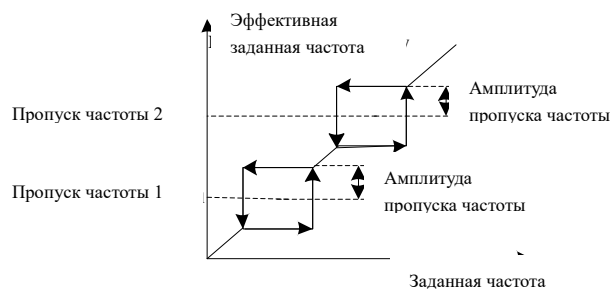 Эффективная
заданная частота
Амплитуда
пропуска частоты
Пропуск частоты 2
Амплитуда
пропуска частоты
Пропуск частоты 1
Заданная частота